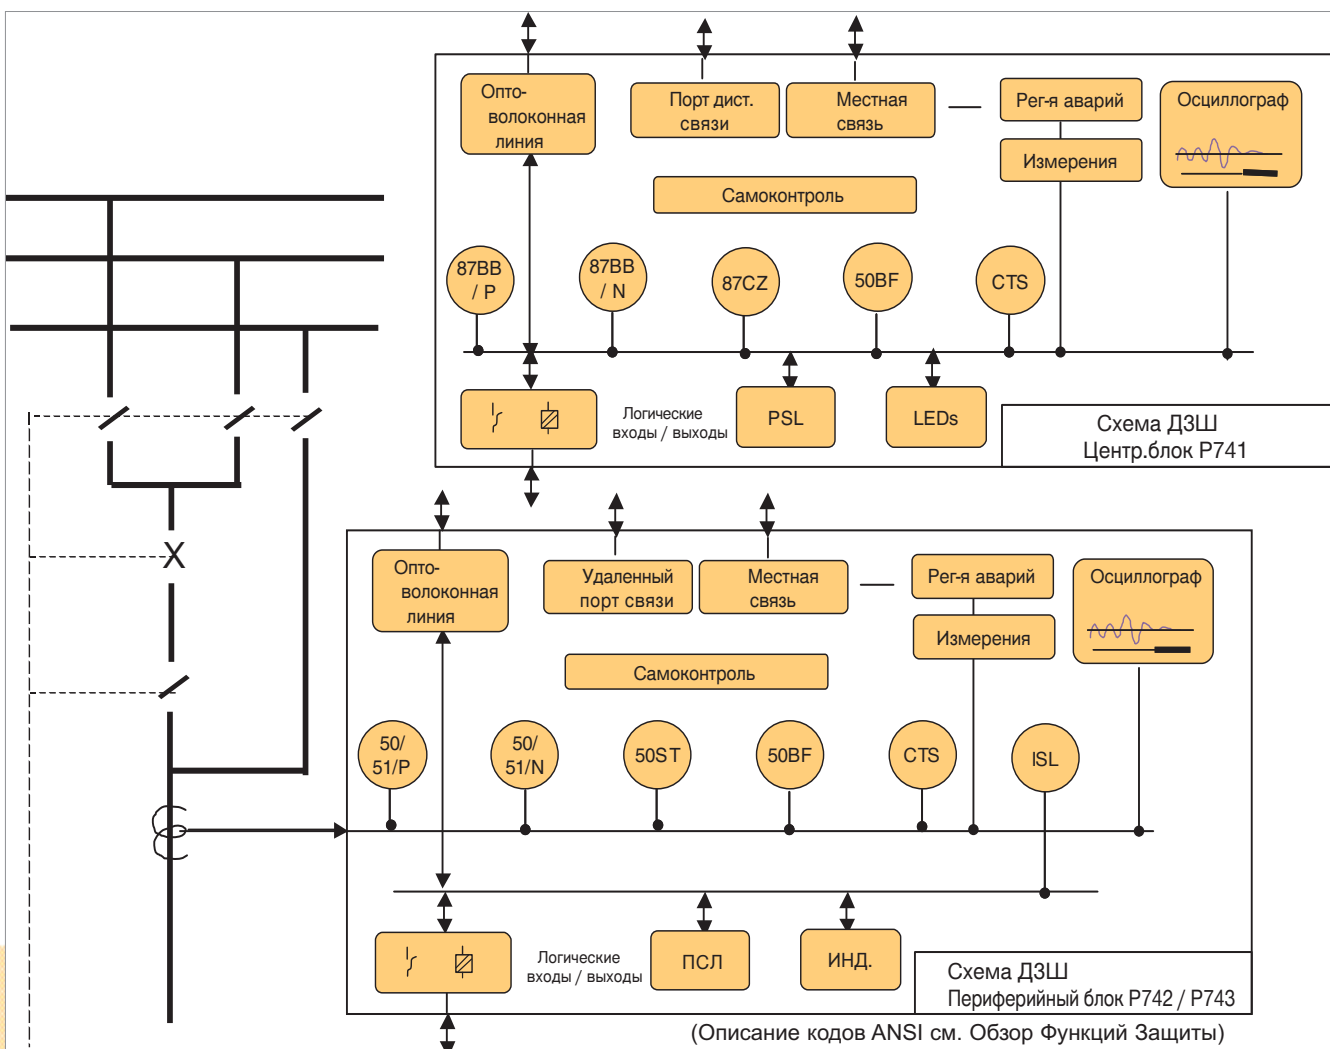 Опто-
волоконная
линия
Порт дист.
связи
Местная
связь
Рег-я аварий
Измерения
Осциллограф
Самоконтроль
87BB
/ P
87BB
/ N
87CZ
50BF
CTS
Логические
входы / выходы
PSL
LEDs
Схема ДЗШ
Центр.блок P741
X
Опто-
волоконная
линия
Удаленный
порт связи
Местная
связь
Рег-я аварий
Измерения
Осциллограф
Самоконтроль
50/
51/P
50/
51/N
50ST
50BF
CTS
ISL
Логические
входы / выходы
ПСЛ
ИНД.
Схема ДЗШ
Периферийный блок P742 / P743
(Описание кодов ANSI см. Обзор Функций Защиты)